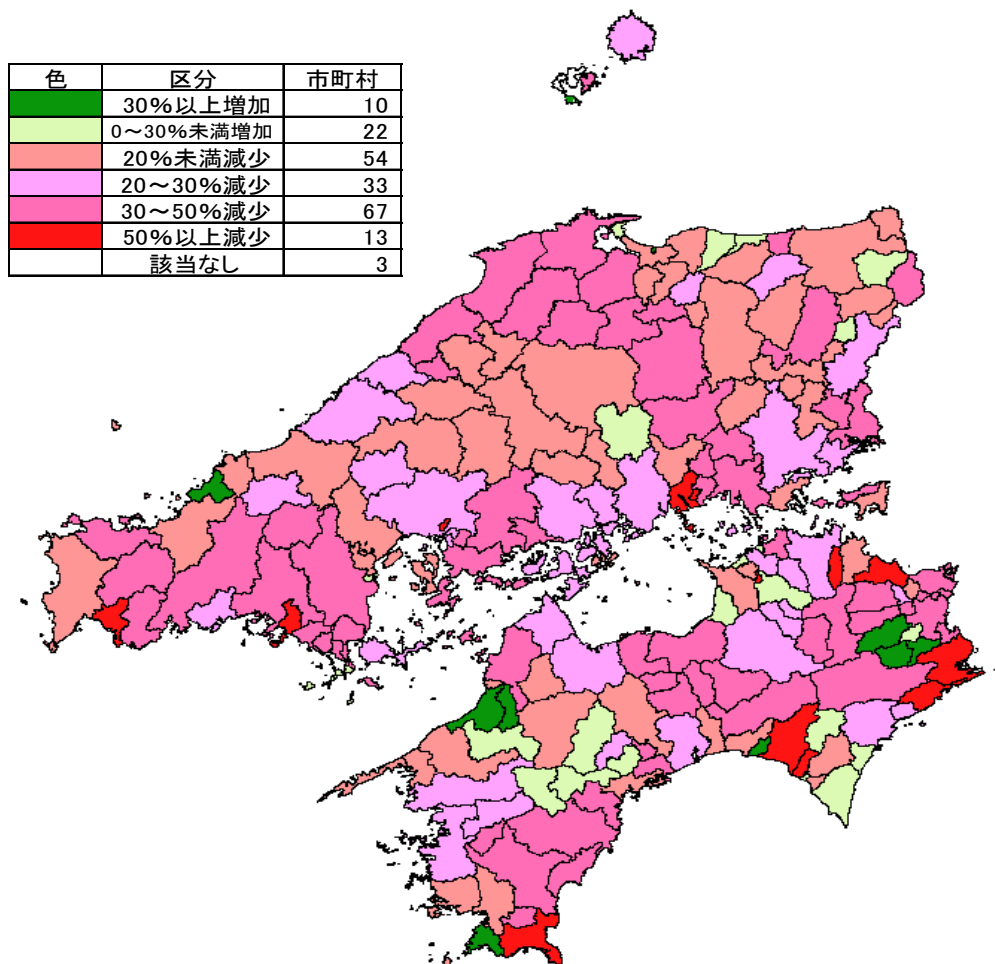 色 区分 市町村
30%以上増加 10
0～30%未満増加 22
20%未満減少 54
20～30%減少 33
30～50%減少 67
50%以上減少 13
該当なし 3